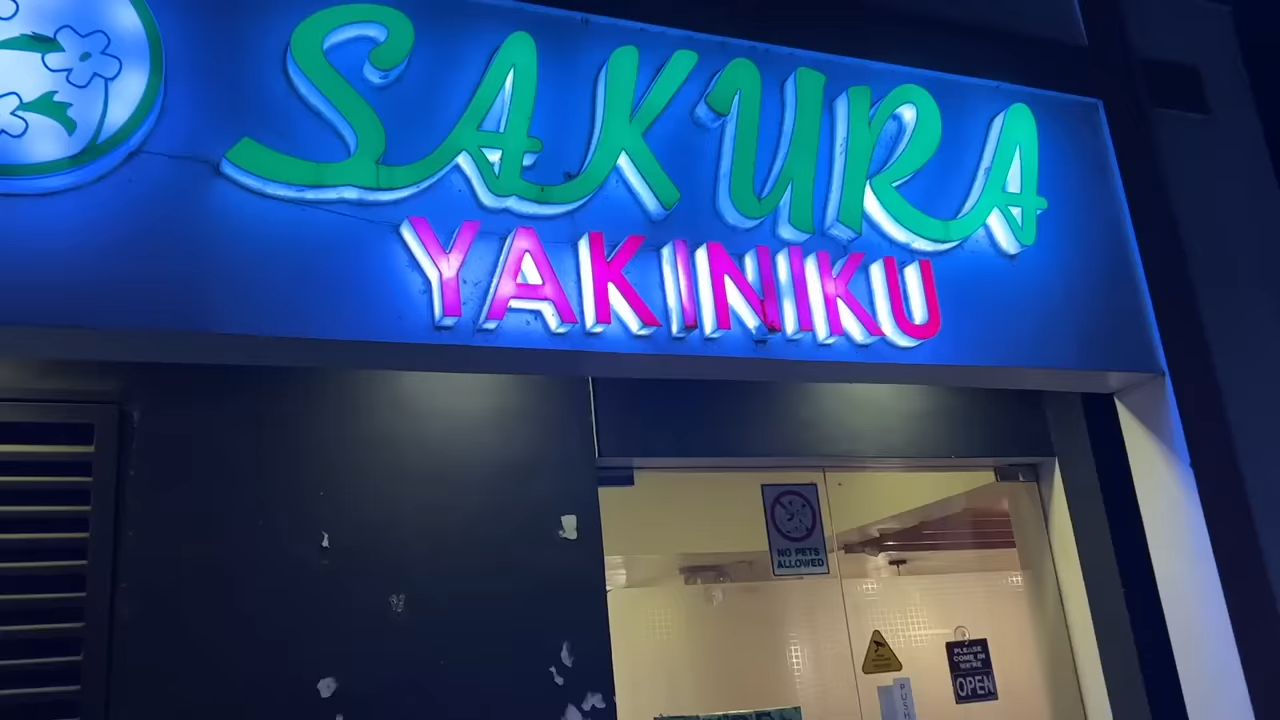 SAKURA
YAKINIKU
NO PETS
ALLOWED
PLEASE
COME IN
WE'RE
OPEN
PUSH